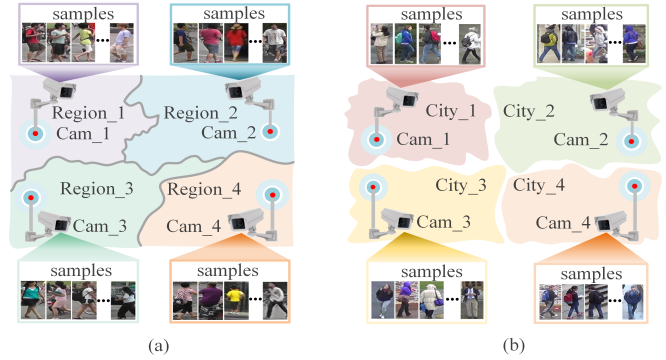 samples
samples
Region_1
Cam_1
Region_2
Cam_2
Region_3
Cam_3
Region_4
Cam_4
samples
samples
(a)
samples
samples
City_1
Cam_1
City_2
Cam_2
City_3
Cam_3
City_4
Cam_4
samples
samples
(b)